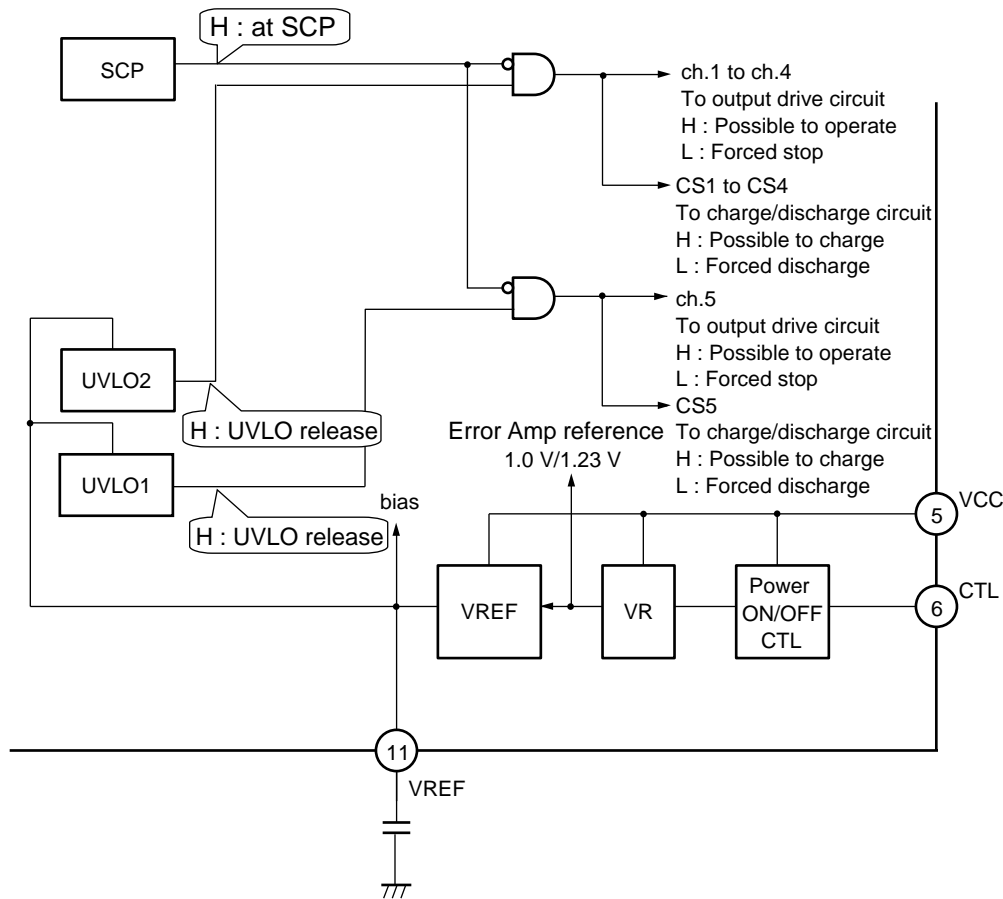 H : at SCP
SCP
ch.1 to ch.4
To output drive circuit
H : Possible to operate
L : Forced stop
CS1 to CS4
To charge/discharge circuit
H : Possible to charge
L : Forced discharge
ch.5
To output drive circuit
H : Possible to operate
L : Forced stop
CS5
To charge/discharge circuit
H : Possible to charge
L : Forced discharge
UVLO2
H : UVLO release
UVLO1
H : UVLO release
Error Amp reference
1.0 V/1.23 V
bias
VREF
VR
Power
ON/OFF
CTL
5
VCC
6
CTL
11
VREF